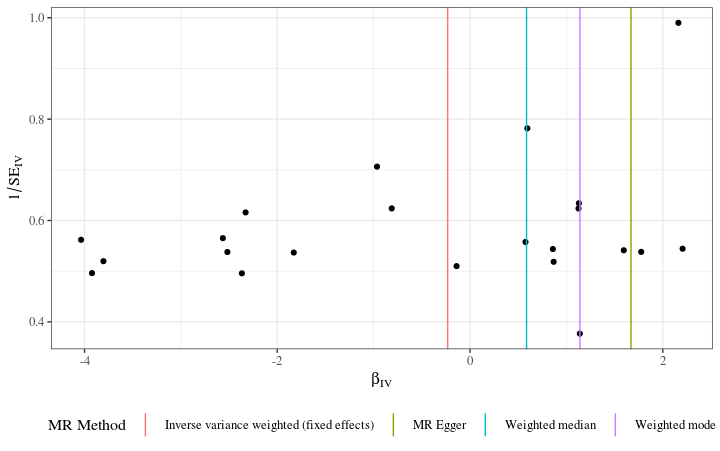 1.0
0.8
0.6
0.4
1/SE_IV
-4
-2
0
2
β_IV
MR Method
Inverse variance weighted (fixed effects)
MR Egger
Weighted median
Weighted mode